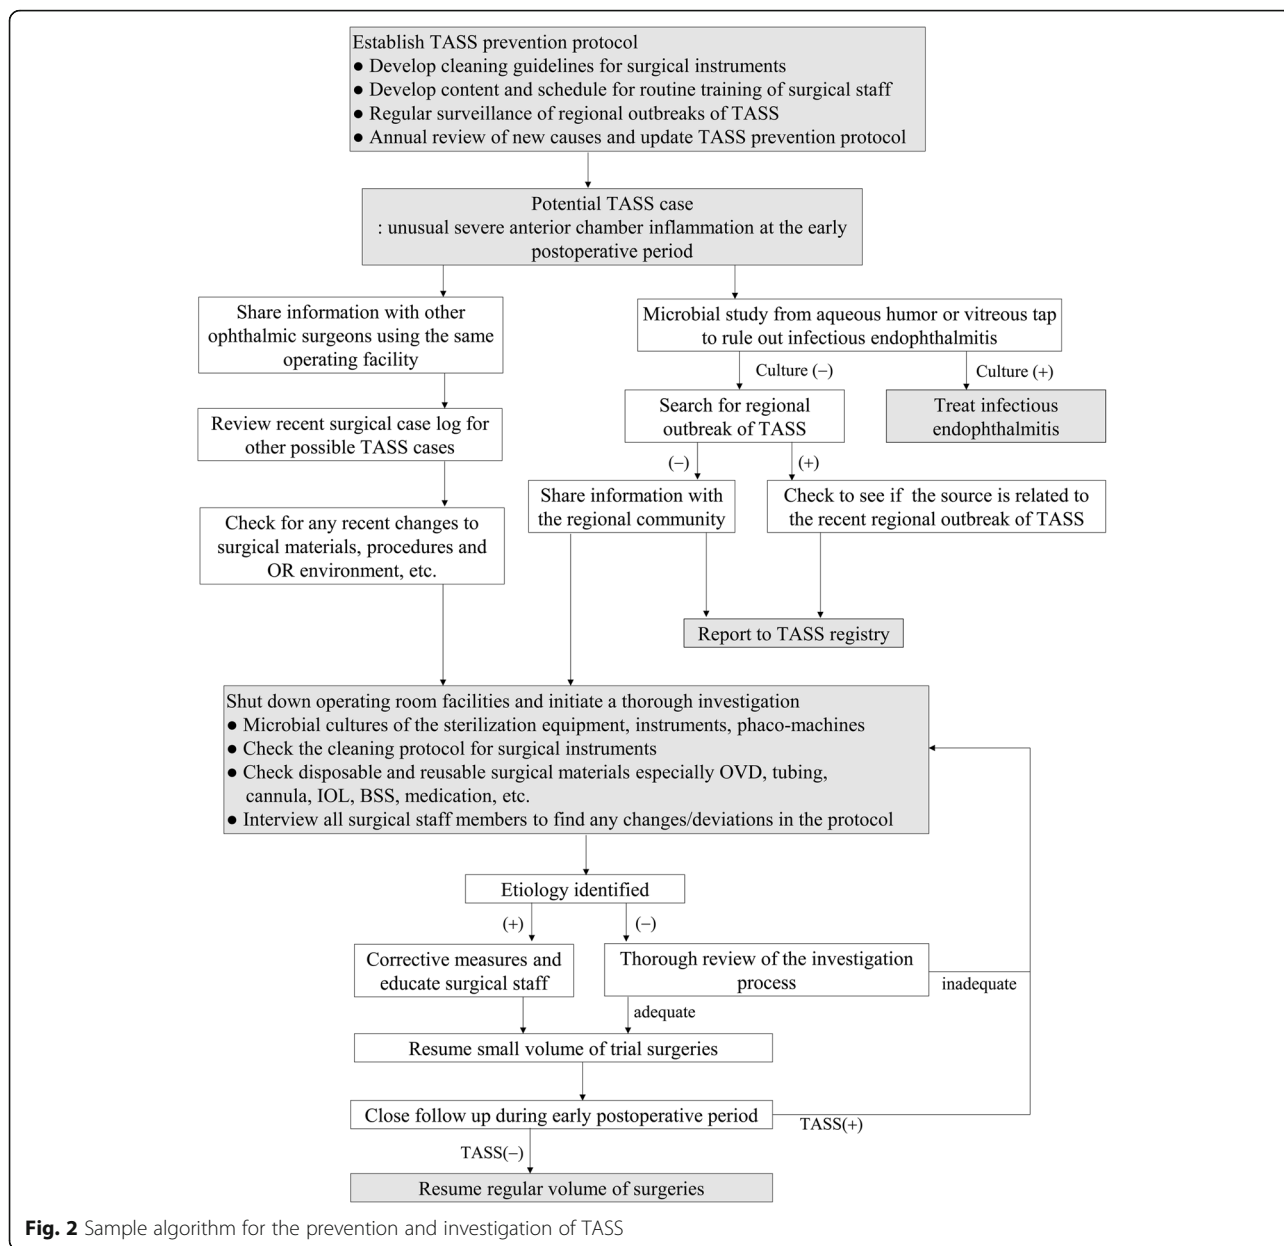 Establish TASS prevention protocol
● Develop cleaning guidelines for surgical instruments
● Develop content and schedule for routine training of surgical staff
● Regular surveillance of regional outbreaks of TASS
● Annual review of new causes and update TASS prevention protocol
Potential TASS case
: unusual severe anterior chamber inflammation at the early
postoperative period
Share information with other
ophthalmic surgeons using the same
operating facility
Review recent surgical case log for
other possible TASS cases
Check for any recent changes to
surgical materials, procedures and
OR environment, etc.
Microbial study from aqueous humor or vitreous tap
to rule out infectious endophthalmitis
Culture (−)
Culture (+)
Search for regional
outbreak of TASS
Treat infectious
endophthalmitis
(−)
(+)
Share information with
the regional community
Check to see if the source is related to
the recent regional outbreak of TASS
Report to TASS registry
Shut down operating room facilities and initiate a thorough investigation
● Microbial cultures of the sterilization equipment, instruments, phaco-machines
● Check the cleaning protocol for surgical instruments
● Check disposable and reusable surgical materials especially OVD, tubing,
cannula, IOL, BSS, medication, etc.
● Interview all surgical staff members to find any changes/deviations in the protocol
Etiology identified
(+)
(−)
Corrective measures and
educate surgical staff
Thorough review of the investigation
process
inadequate
adequate
Resume small volume of trial surgeries
Close follow up during early postoperative period
TASS(+)
TASS(−)
Resume regular volume of surgeries
Fig. 2 Sample algorithm for the prevention and investigation of TASS